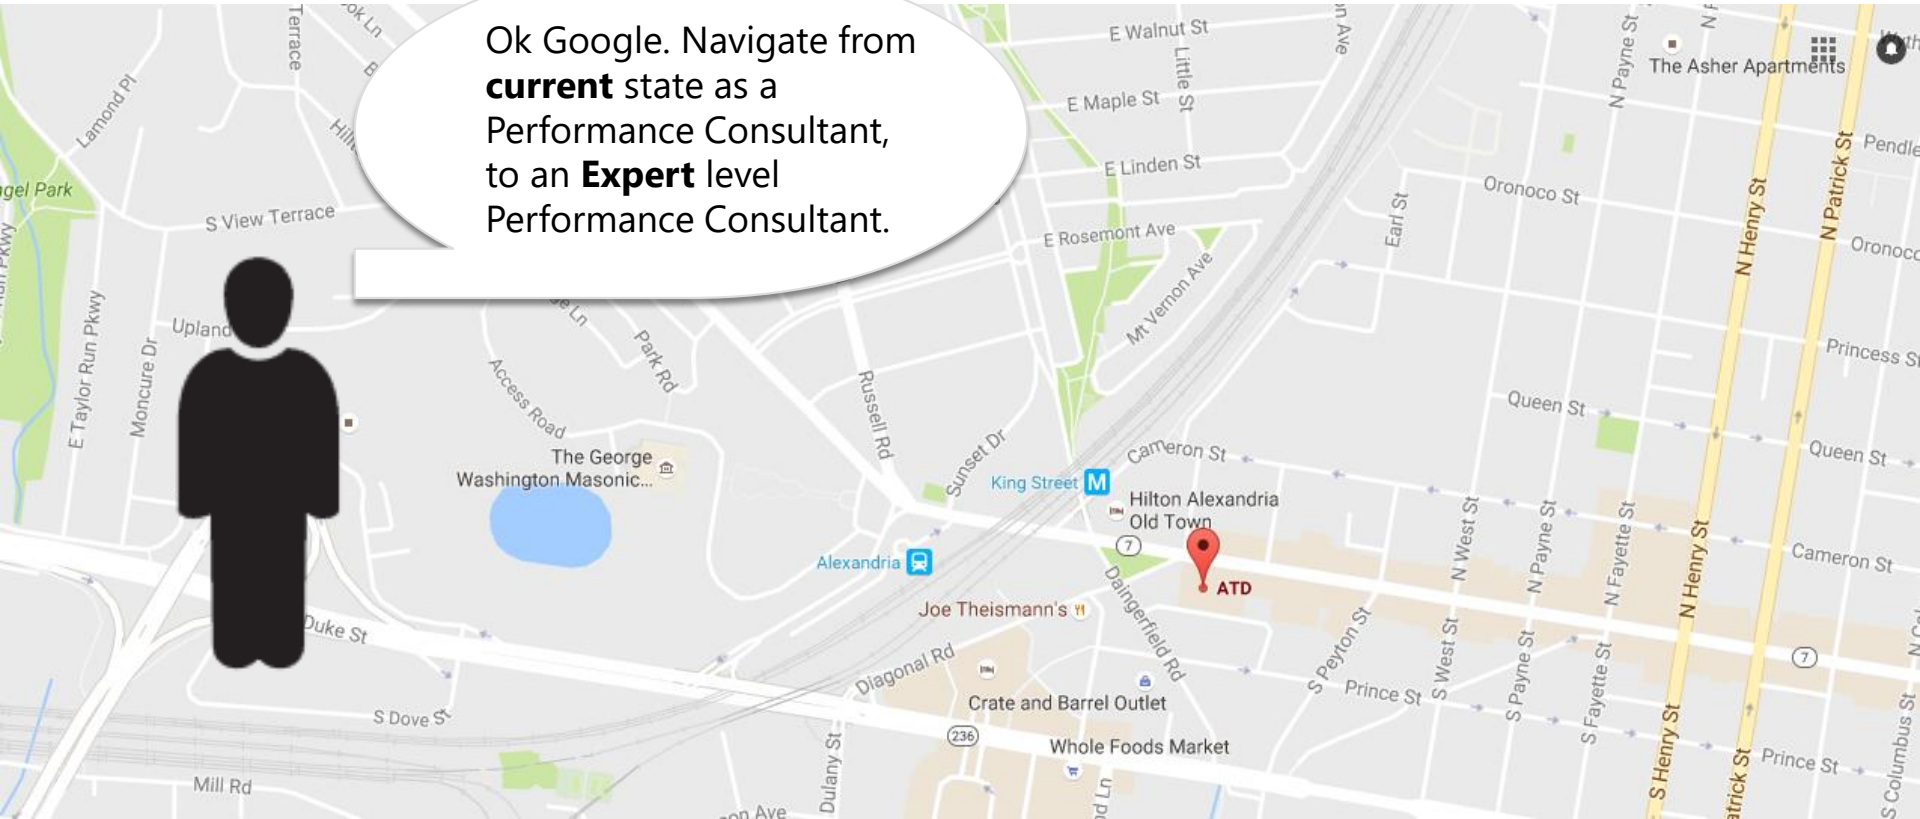 Ok Google. Navigate from
current state as a
Performance Consultant,
to an Expert level
Performance Consultant.
Terrace
Lamond Pl
S View Terrace
Upland
E Taylor Run Pkwy
Moncure Dr
Access Road
Park Rd
Russell Rd
Sunset Dr
The George
Washington Masonic...
Duke St
S Dove St
Mill Rd
E Walnut St
Little St
E Maple St
E Linden St
E Rosemont Ave
Mt Vernon Ave
Earl St
Oronoco St
N Payne St
The Asher Apartments
N Henry St
N Patrick St
Oronoco
Princess St
Queen St
Queen St
Cameron St
King Street
M
Hilton Alexandria
Old Town
7
ATD
Alexandria
Joe Theismann's
Daingerfield Rd
Diagonal Rd
Crate and Barrel Outlet
236
Whole Foods Market
Dulany St
S Peyton St
Prince St
N West St
S West St
N Payne St
S Payne St
N Fayette St
S Fayette St
N Henry St
S Henry St
Cameron St
7
Prince St
S Columbus St